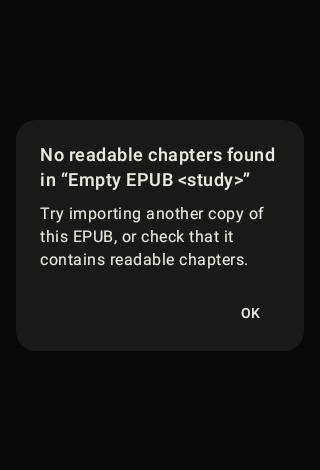 No readable chapters found
in “Empty EPUB <study>”
Try importing another copy of
this EPUB, or check that it
contains readable chapters.
OK